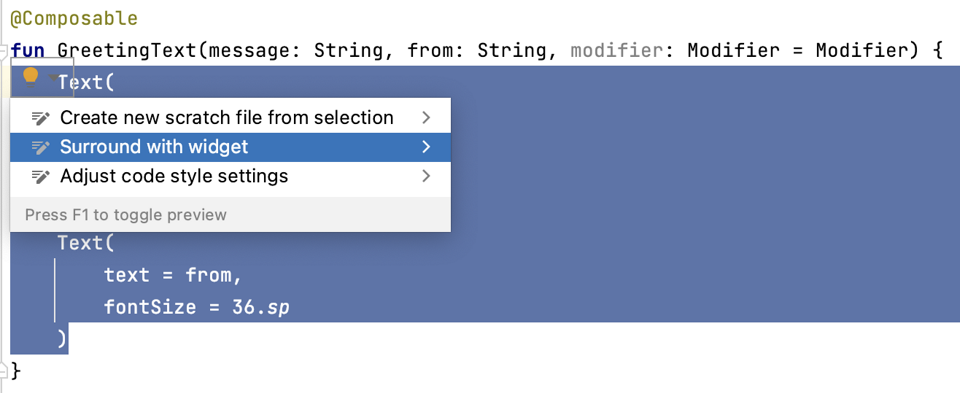 @Composable
fun GreetingText(message: String, from: String, modifier: Modifier = Modifier) {
Text(
Create new scratch file from selection
Surround with widget
Adjust code style settings
Press F1 to toggle preview
Text(
text = from,
fontSize = 36.sp
)
}